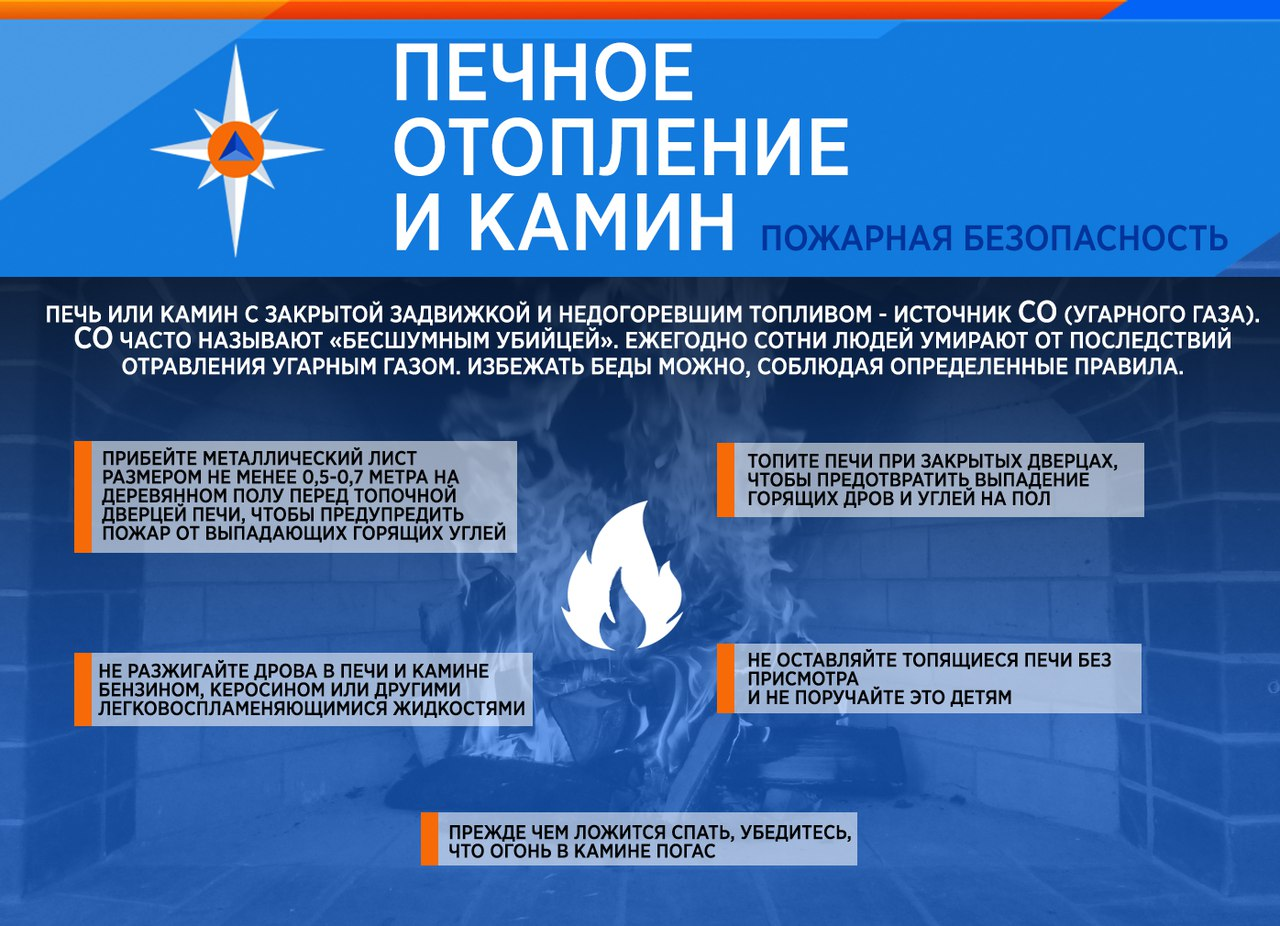 ПЕЧНОЕ
ОТОПЛЕНИЕ
И КАМИН
ПОЖАРНАЯ БЕЗОПАСНОСТЬ
ПЕЧЬ ИЛИ КАМИН С ЗАКРЫТОЙ ЗАДВИЖКОЙ И НЕДОГОРЕВШИМ ТОПЛИВОМ - ИСТОЧНИК СО (УГАРНОГО ГАЗА).
СО ЧАСТО НАЗЫВАЮТ «БЕСШУМНЫМ УБИЙЦЕЙ». ЕЖЕГОДНО СОТНИ ЛЮДЕЙ УМИРАЮТ ОТ ПОСЛЕДСТВИЙ
ОТРАВЛЕНИЯ УГАРНЫМ ГАЗОМ. ИЗБЕЖАТЬ БЕДЫ МОЖНО, СОБЛЮДАЯ ОПРЕДЕЛЕННЫЕ ПРАВИЛА.
ПРИБЕЙТЕ МЕТАЛЛИЧЕСКИЙ ЛИСТ
РАЗМЕРОМ НЕ МЕНЕЕ 0,5-0,7 МЕТРА НА
ДЕРЕВЯННОМ ПОЛУ ПЕРЕД ТОПОЧНОЙ
ДВЕРЦЕЙ ПЕЧИ, ЧТОБЫ ПРЕДУПРЕДИТЬ
ПОЖАР ОТ ВЫПАДАЮЩИХ ГОРЯЩИХ УГЛЕЙ
ТОПИТЕ ПЕЧИ ПРИ ЗАКРЫТЫХ ДВЕРЦАХ,
ЧТОБЫ ПРЕДОТВРАТИТЬ ВЫПАДЕНИЕ
ГОРЯЩИХ ДРОВ И УГЛЕЙ НА ПОЛ
НЕ РАЗЖИГАЙТЕ ДРОВА В ПЕЧИ И КАМИНЕ
БЕНЗИНОМ, КЕРОСИНОМ ИЛИ ДРУГИМИ
ЛЕГКОВОСПЛАМЕНЯЮЩИМИСЯ ЖИДКОСТЯМИ
НЕ ОСТАВЛЯЙТЕ ТОПЯЩИЕСЯ ПЕЧИ БЕЗ
ПРИСМОТРА
И НЕ ПОРУЧАЙТЕ ЭТО ДЕТЯМ
ПРЕЖДЕ ЧЕМ ЛОЖИТСЯ СПАТЬ, УБЕДИТЕСЬ,
ЧТО ОГОНЬ В КАМИНЕ ПОГАС